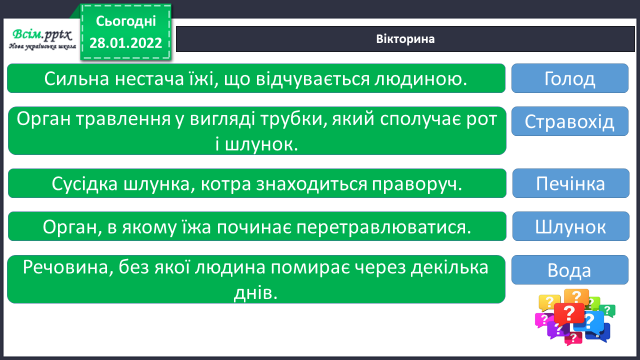 Всім.pptx
Нова українська школа
Сьогодні
28.01.2022
Вікторина
Сильна нестача їжі, що відчувається людиною.
Голод
Орган травлення у вигляді трубки, який сполучає рот
і шлунок.
Стравохід
Сусідка шлунка, котра знаходиться праворуч.
Печінка
Орган, в якому їжа починає перетравлюватися.
Шлунок
Речовина, без якої людина помирає через декілька
днів.
Вода